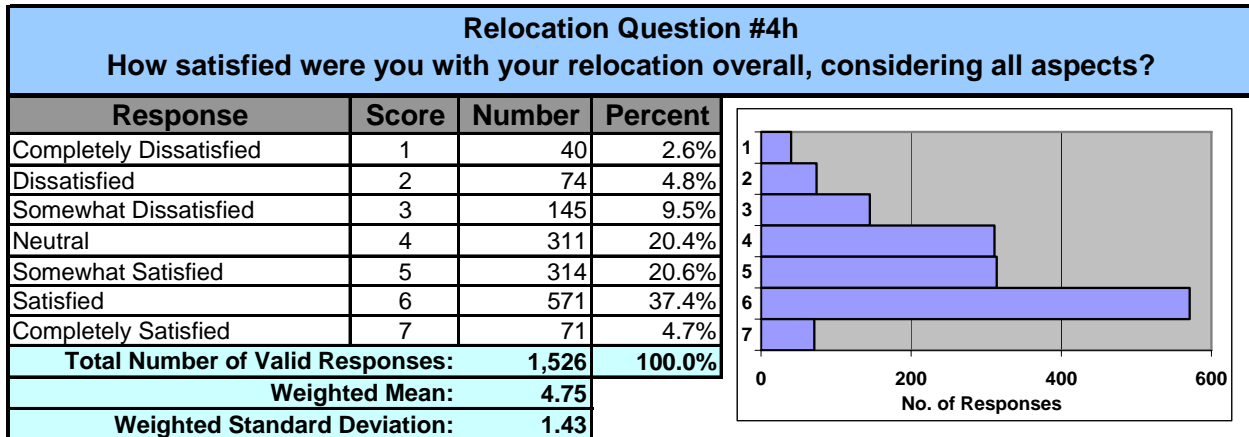 Relocation Question #4h
How satisfied were you with your relocation overall, considering all aspects?
Response Score Number Percent
Completely Dissatisfied 1 40 2.6%
Dissatisfied 2 74 4.8%
Somewhat Dissatisfied 3 145 9.5%
Neutral 4 311 20.4%
Somewhat Satisfied 5 314 20.6%
Satisfied 6 571 37.4%
Completely Satisfied 7 71 4.7%
Total Number of Valid Responses: 1,526 100.0%
Weighted Mean: 4.75
Weighted Standard Deviation: 1.43
1
2
3
4
5
6
7
0 200 400 600
No. of Responses